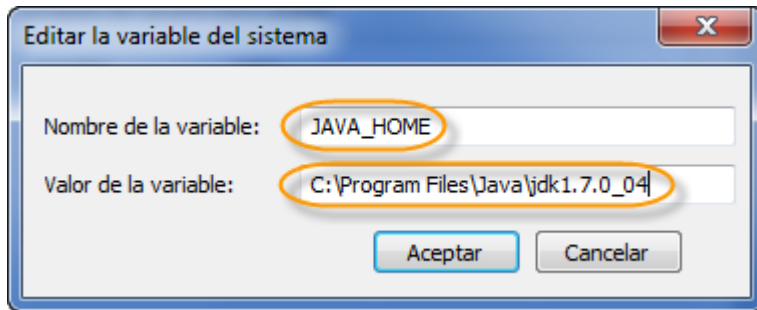 Editar la variable del sistema
Nombre de la variable: JAVA_HOME
Valor de la variable: C:\Program Files\Java\jdk1.7.0_04
Aceptar Cancelar